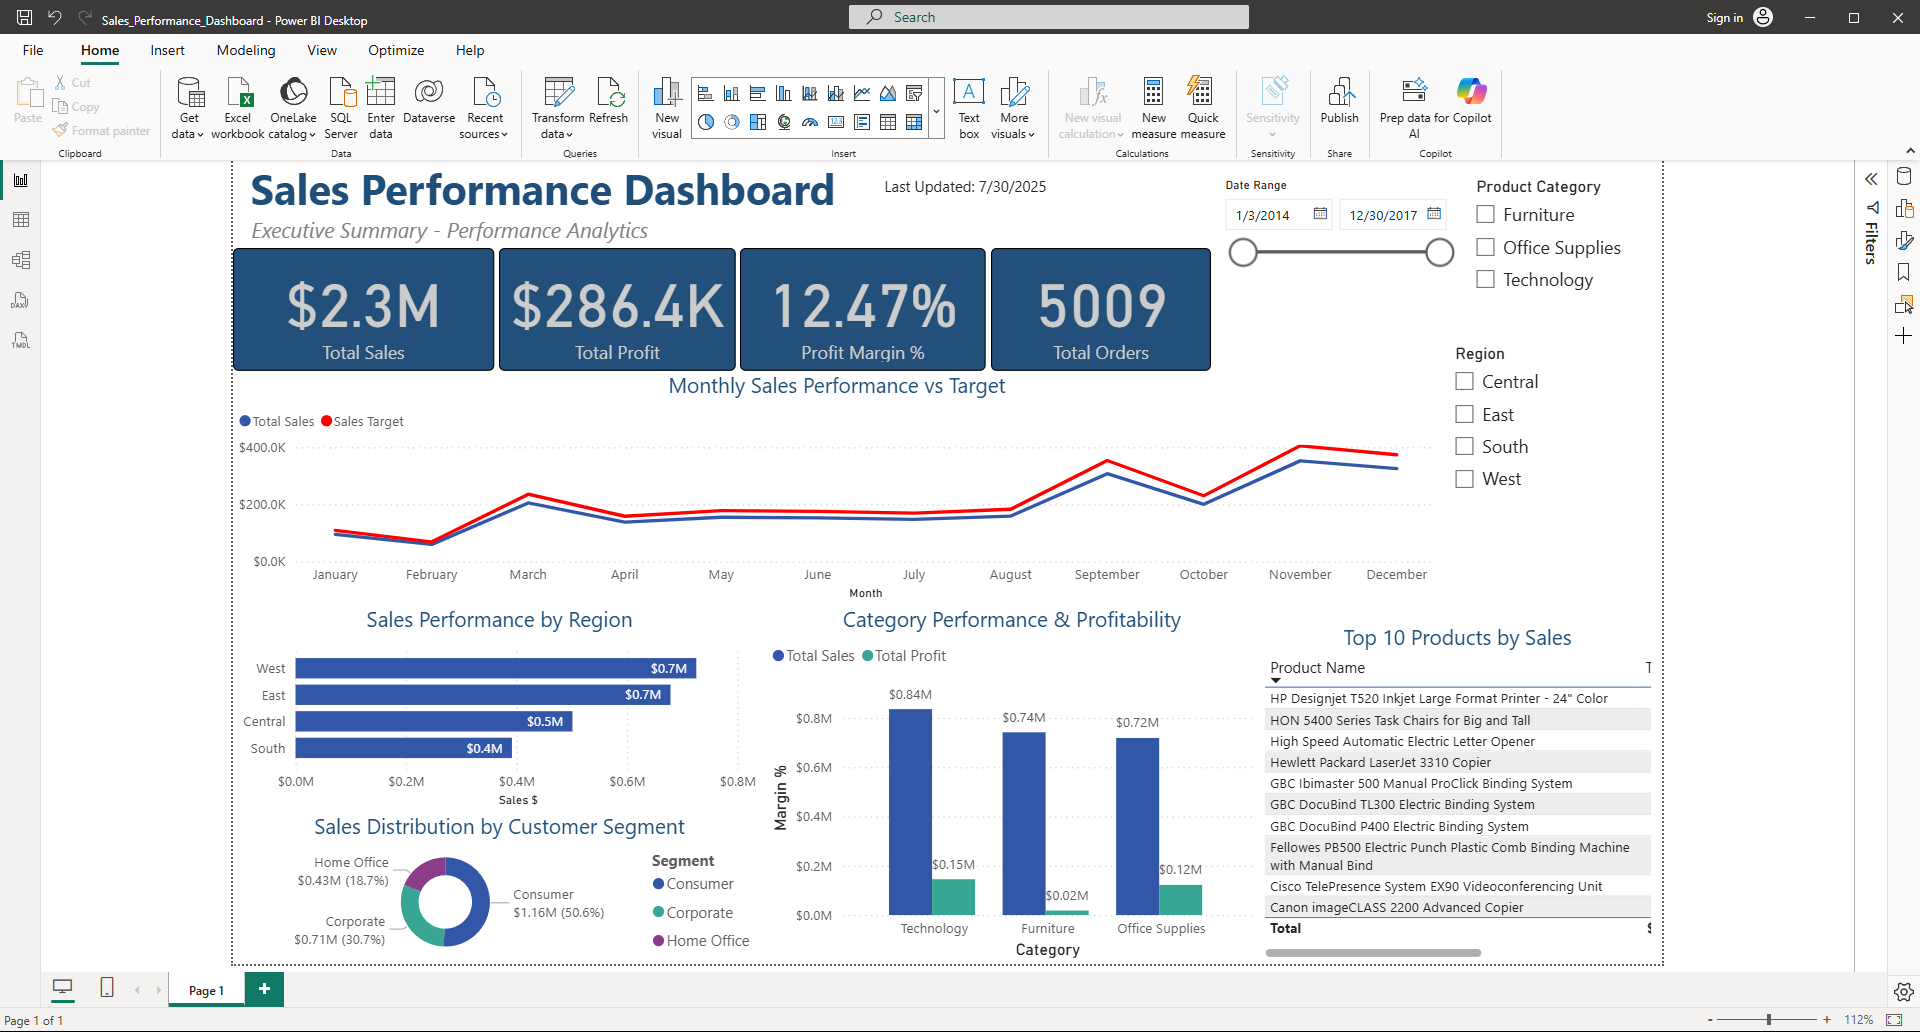 Sales_Performance_Dashboard - Power BI Desktop
Search
Sign in
File Home Insert Modeling View Optimize Help
Paste
Cut
Copy
Format painter
Clipboard
Get data
Excel workbook
OneLake catalog
SQL Server
Enter data
Dataverse
Recent sources
Data
Transform data
Refresh
Queries
New visual
123
Text box
More visuals
Insert
New visual calculation
New measure
Quick measure
Calculations
Sensitivity
Sensitivity
Publish
Share
Prep data for AI
Copilot
Copilot
DAX
TMDL
Sales Performance Dashboard
Last Updated: 7/30/2025
Executive Summary - Performance Analytics
Date Range
1/3/2014
12/30/2017
Product Category
Furniture
Office Supplies
Technology
Filters
$2.3M
Total Sales
$286.4K
Total Profit
12.47%
Profit Margin %
5009
Total Orders
Region
Central
East
South
West
Monthly Sales Performance vs Target
Total Sales Sales Target
$400.0K
$200.0K
$0.0K
January February March April May June July August September October November December
Month
Sales Performance by Region
West $0.7M
East $0.7M
Central $0.5M
South $0.4M
$0.0M $0.2M $0.4M $0.6M $0.8M
Sales $
Sales Distribution by Customer Segment
Home Office
$0.43M (18.7%)
Corporate
$0.71M (30.7%)
Consumer
$1.16M (50.6%)
Segment
Consumer
Corporate
Home Office
Category Performance & Profitability
Total Sales Total Profit
Margin %
$0.8M
$0.6M
$0.4M
$0.2M
$0.0M
$0.84M
$0.15M
$0.74M
$0.02M
$0.72M
$0.12M
Technology Furniture Office Supplies
Category
Top 10 Products by Sales
Product Name
HP Designjet T520 Inkjet Large Format Printer - 24" Color
HON 5400 Series Task Chairs for Big and Tall
High Speed Automatic Electric Letter Opener
Hewlett Packard LaserJet 3310 Copier
GBC Ibimaster 500 Manual ProClick Binding System
GBC DocuBind TL300 Electric Binding System
GBC DocuBind P400 Electric Binding System
Fellowes PB500 Electric Punch Plastic Comb Binding Machine
with Manual Bind
Cisco TelePresence System EX90 Videoconferencing Unit
Canon imageCLASS 2200 Advanced Copier
Total
Page 1
Page 1 of 1
112%